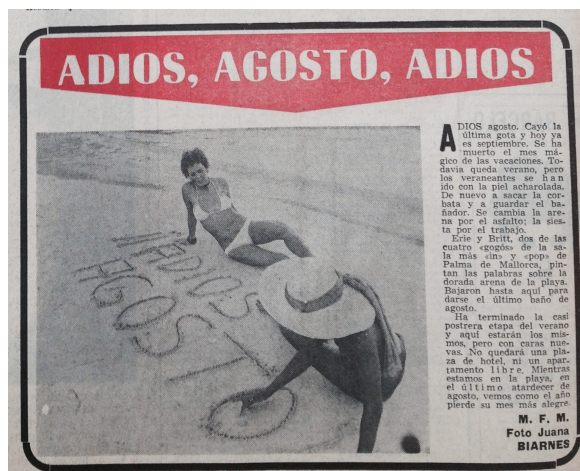 ADIOS, AGOSTO, ADIOS
¡¡ADIOS
AGOSTO
ADIOS agosto. Cayó la
última gota y hoy ya
es septiembre. Se ha
muerto el mes má-
gico de las vacaciones. To-
davía queda verano, pero
los veraneantes se han
ido con la piel acharolada.
De nuevo a sacar la cor-
bata y a guardar el ba-
ñador. Se cambia la are-
na por el asfalto; la sies-
ta por el trabajo.
Erie y Britt, dos de las
cuatro «gogós» de la sa-
la más «in» y «pop» de
Palma de Mallorca, pin-
tan las palabras sobre la
dorada arena de la playa.
Bajaron hasta aquí para
darse el último baño de
agosto.
Ha terminado la casi
postrera etapa del verano
y aquí estarán los mis-
mos, pero con caras nue-
vas. No quedará una pla-
za de hotel, ni un apar-
tamento libre. Mientras
estamos en la playa, en
el último atardecer de
agosto, vemos como el año
pierde su mes más alegre.
M. F. M.
Foto Juana
BIARNES